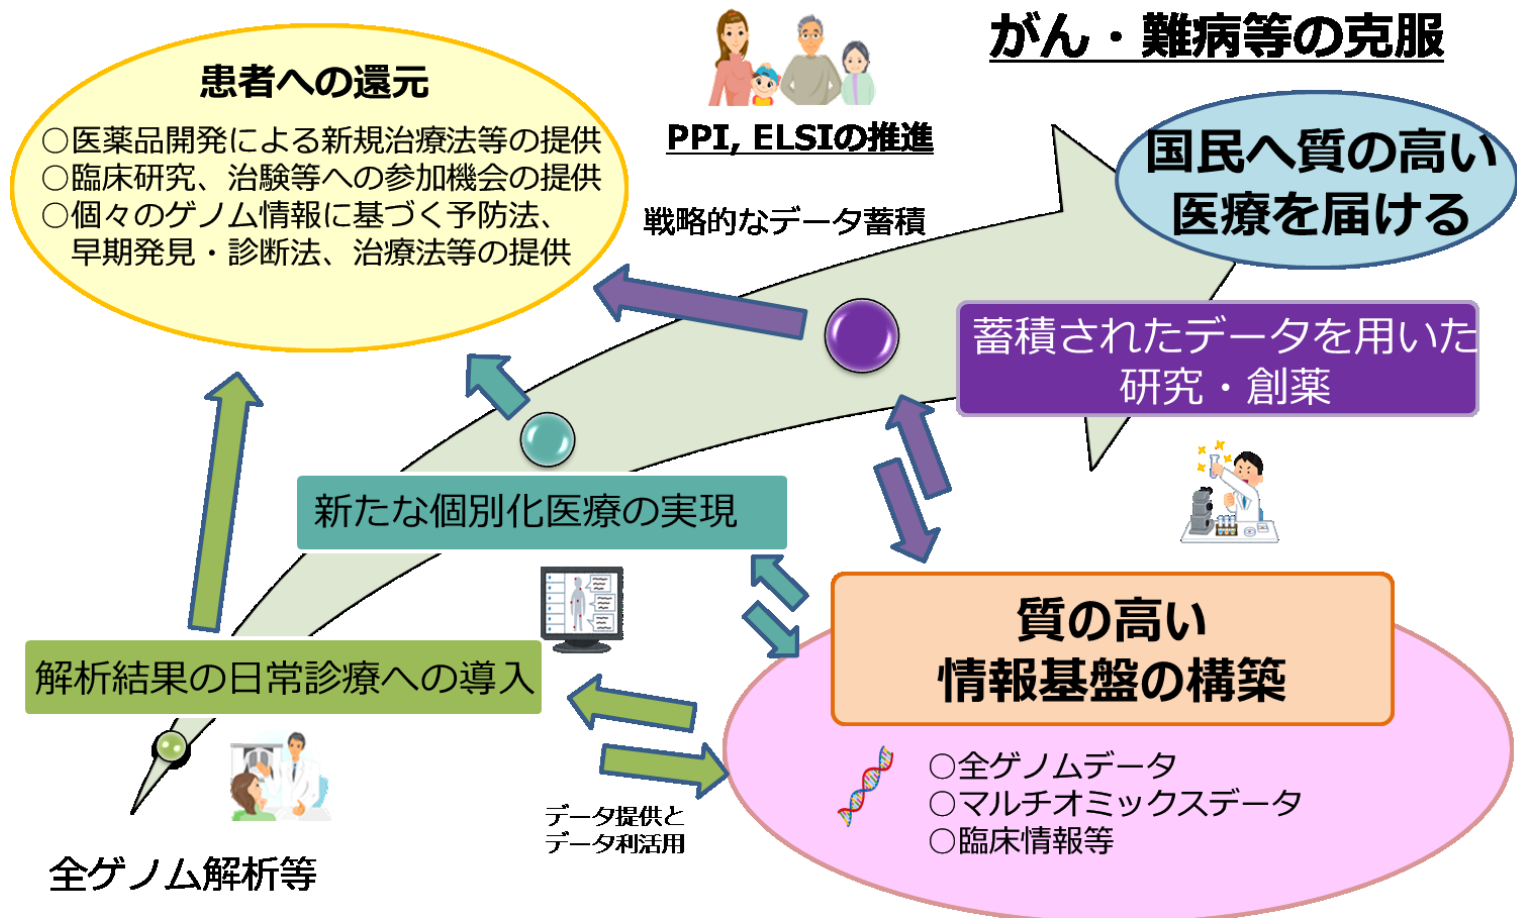 がん・難病等の克服
患者への還元
○医薬品開発による新規治療法等の提供
○臨床研究、治験等への参加機会の提供
○個々のゲノム情報に基づく予防法、
早期発見・診断法、治療法等の提供
PPI, ELSIの推進
国民へ質の高い
医療を届ける
戦略的なデータ蓄積
蓄積されたデータを用いた
研究・創薬
新たな個別化医療の実現
解析結果の日常診療への導入
質の高い
情報基盤の構築
○全ゲノムデータ
○マルチオミックスデータ
○臨床情報等
データ提供と
データ利活用
全ゲノム解析等